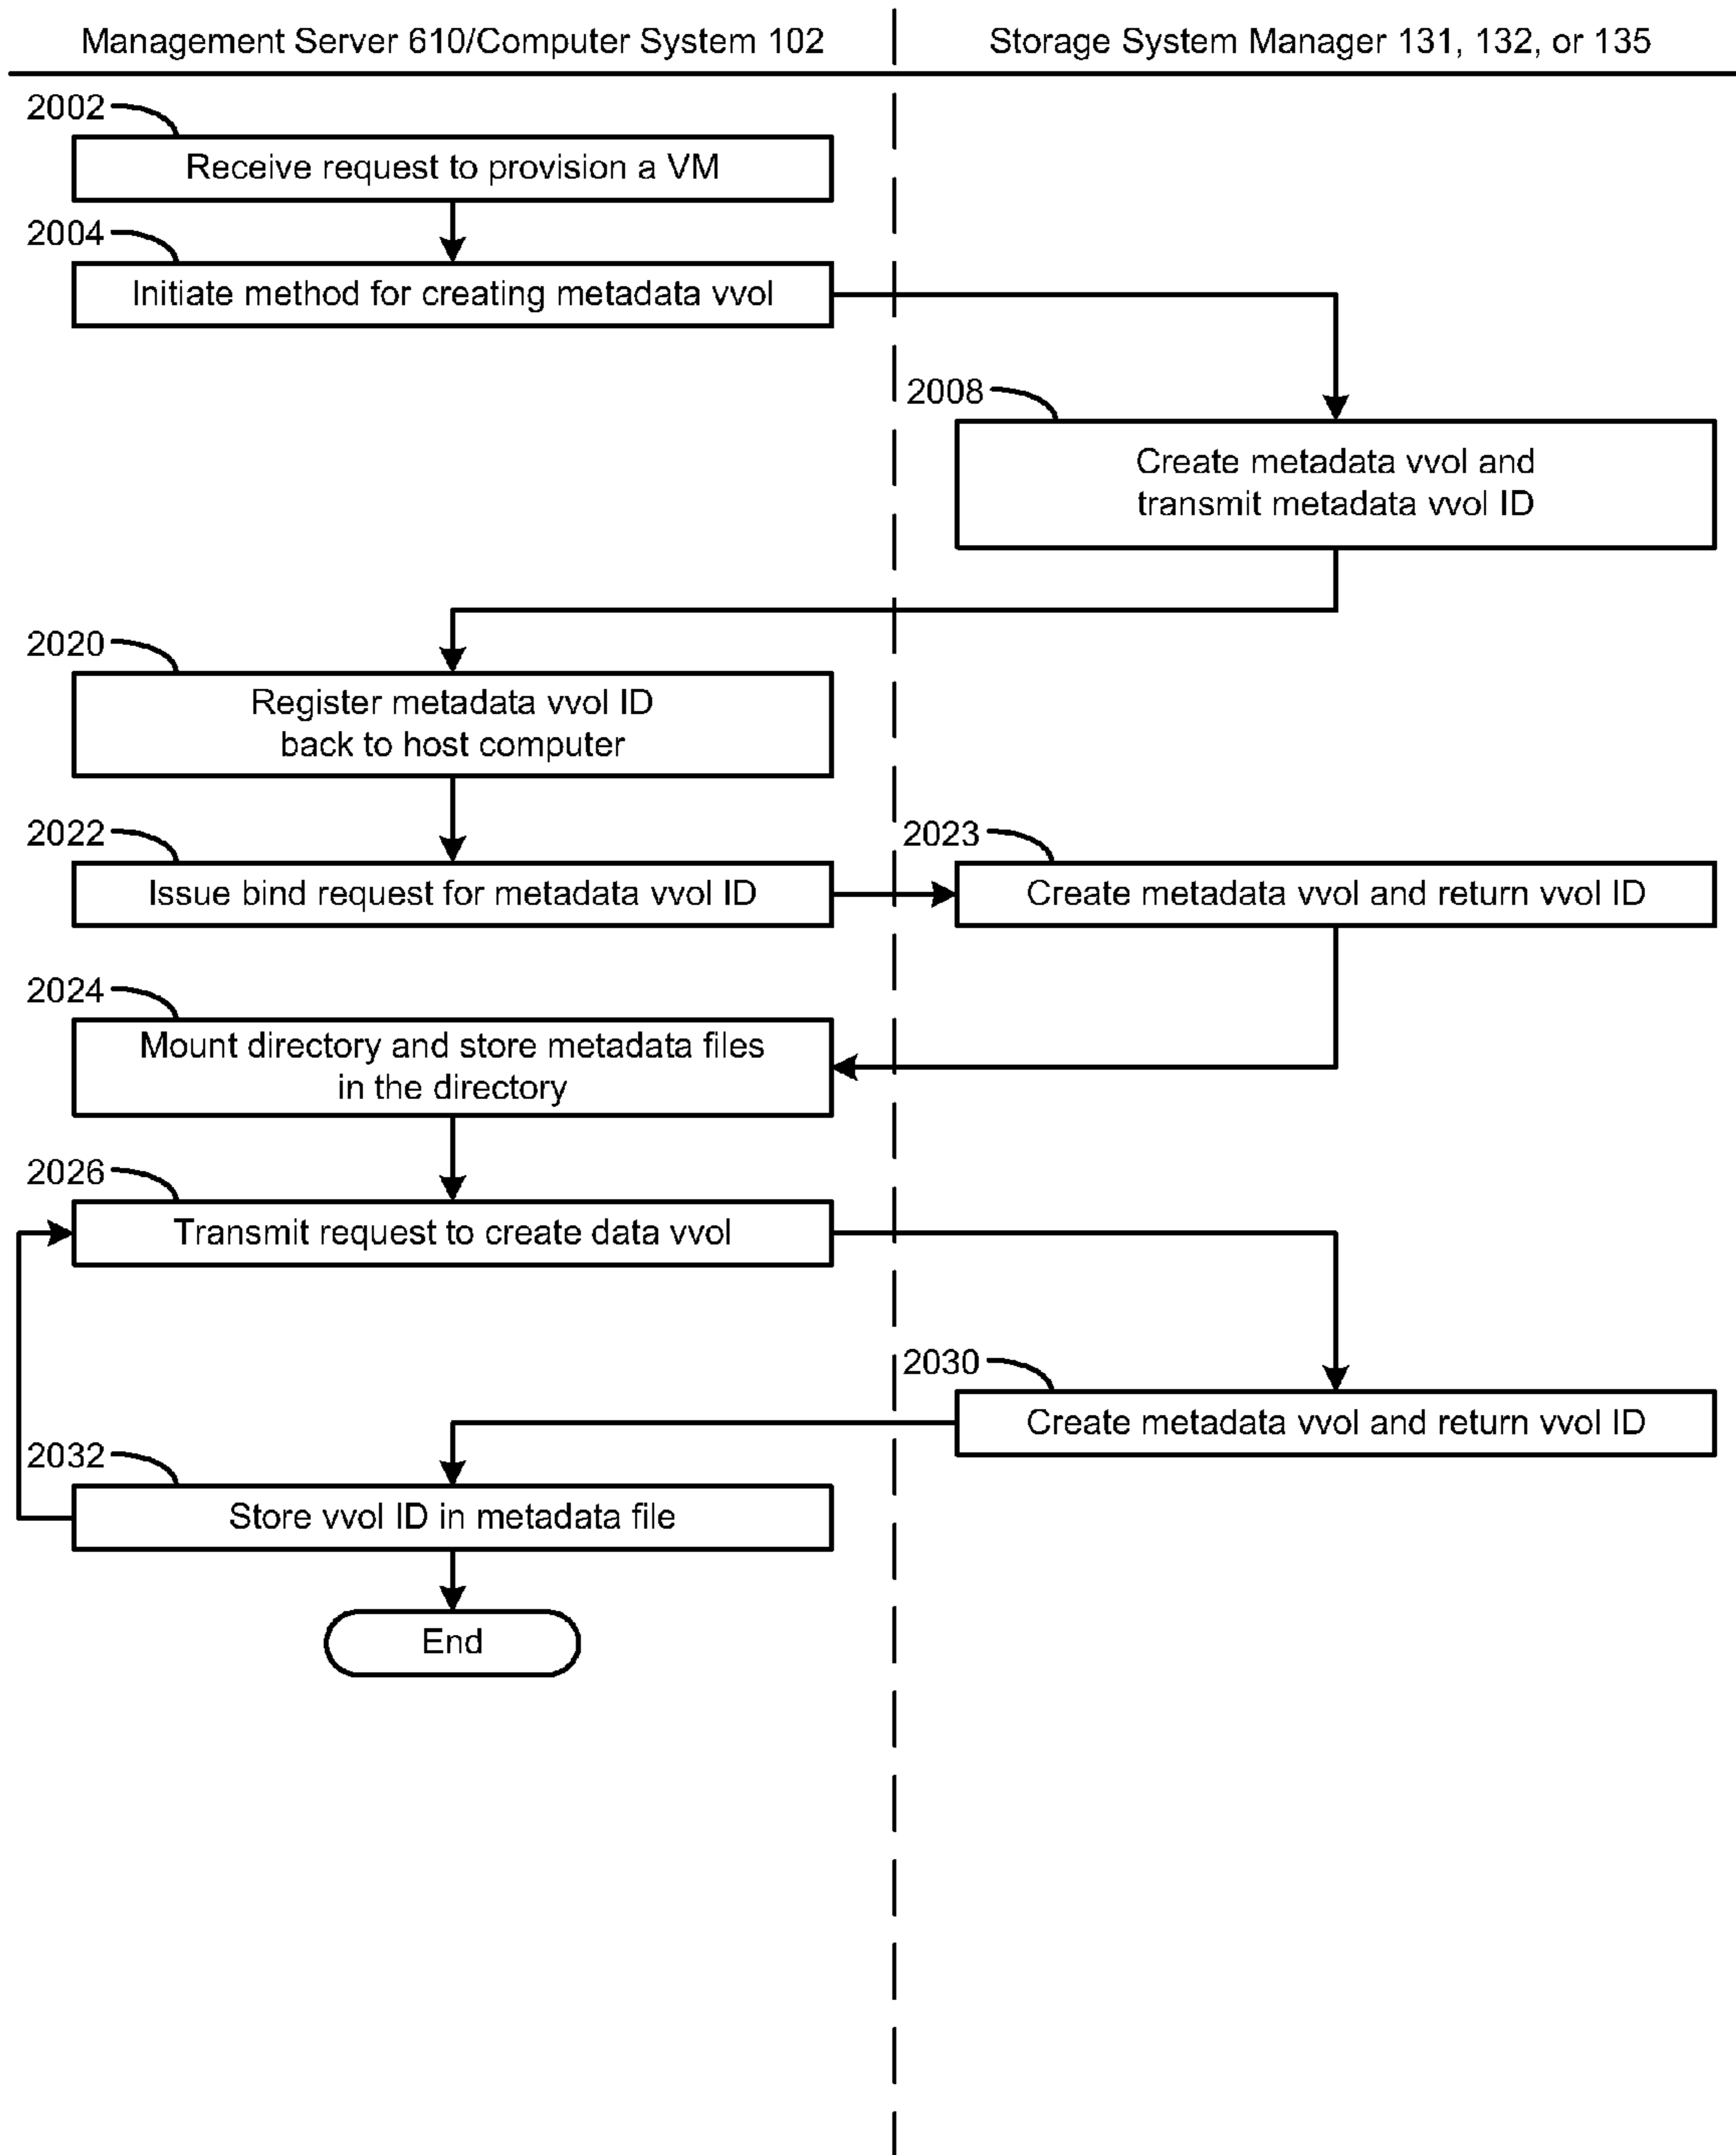 Management Server 610/Computer System 102
Storage System Manager 131, 132, or 135
2002
Receive request to provision a VM
2004
Initiate method for creating metadata vvol
2008
Create metadata vvol and
transmit metadata vvol ID
2020
Register metadata vvol ID
back to host computer
2022
Issue bind request for metadata vvol ID
2023
Create metadata vvol and return vvol ID
2024
Mount directory and store metadata files
in the directory
2026
Transmit request to create data vvol
2030
Create metadata vvol and return vvol ID
2032
Store vvol ID in metadata file
End